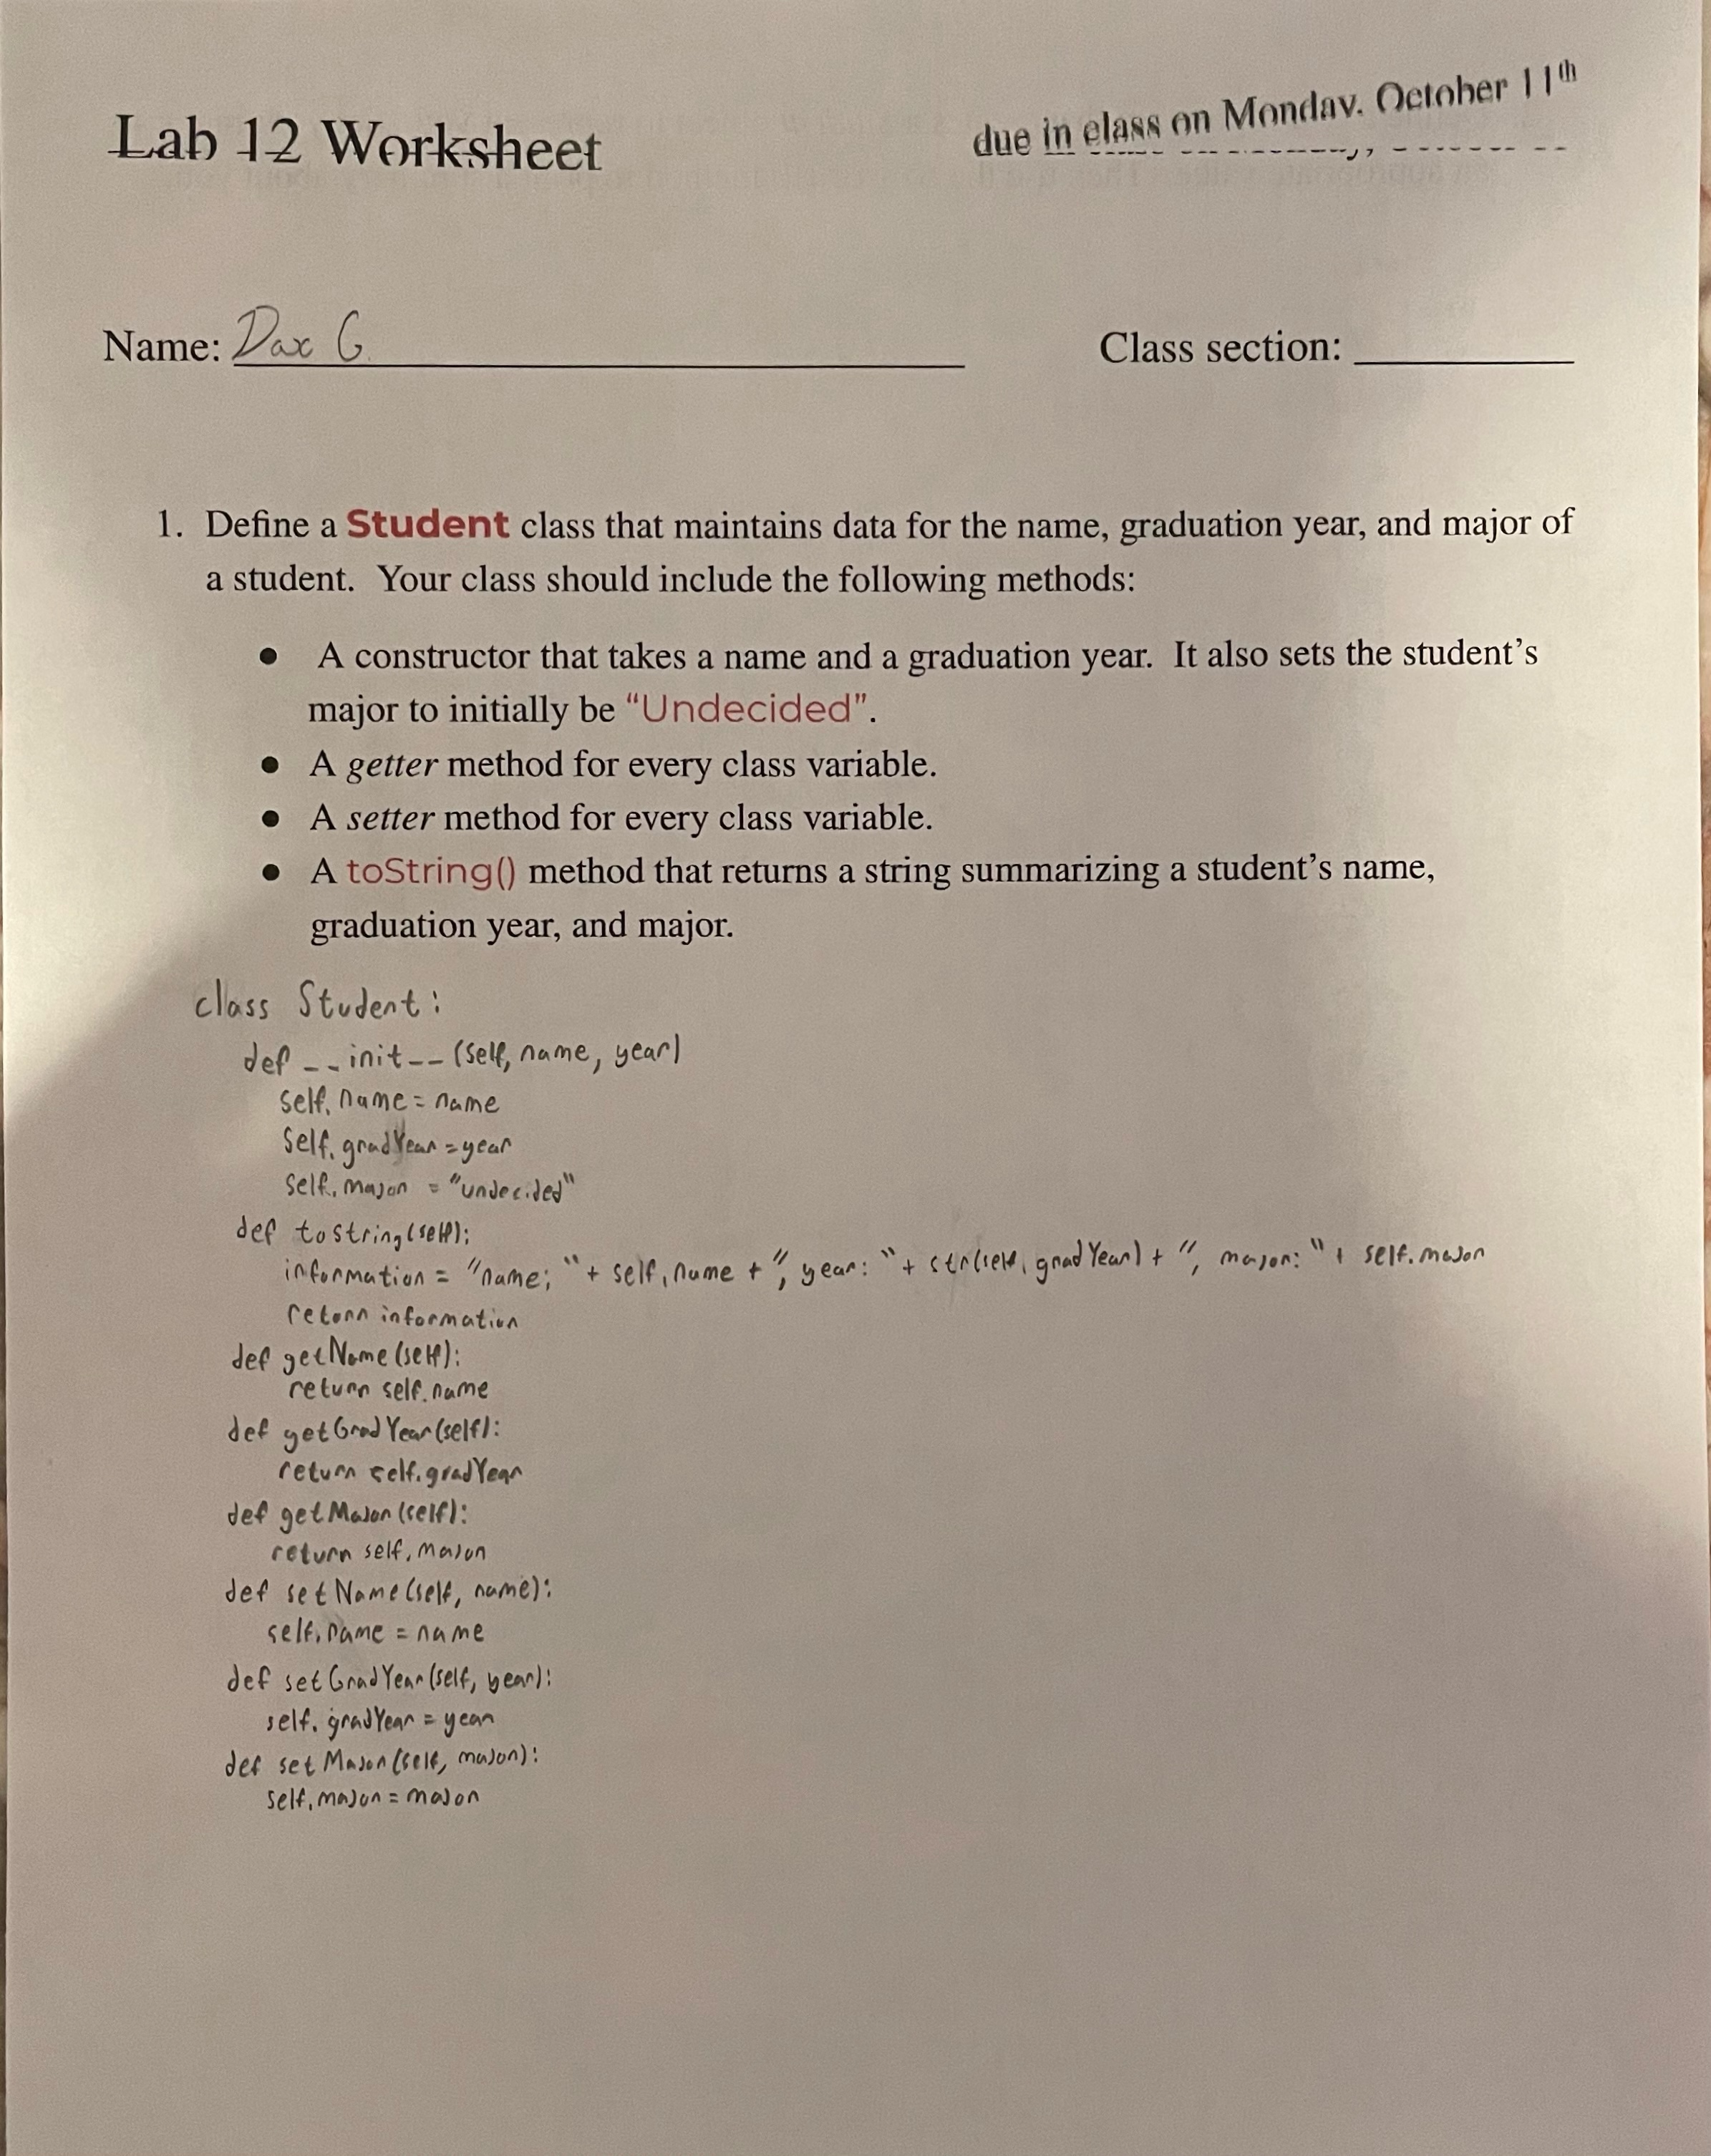 Lab 12 Worksheet
due in class on Monday, October 11th
Name: Dax G.
Class section:
1. Define a Student class that maintains data for the name, graduation year, and major of
a student. Your class should include the following methods:
● A constructor that takes a name and a graduation year. It also sets the student’s
major to initially be “Undecided”.
● A getter method for every class variable.
● A setter method for every class variable.
● A toString() method that returns a string summarizing a student’s name,
graduation year, and major.
class Student:
def __init__(self, name, year)
self.name = name
self.gradYear = year
self.major = "undecided"
def tostring(self):
information = "name: " + self.name + ", year: " + str(self.gradYear) + ", major: " + self.major
return information
def getName(self):
return self.name
def getGradYear(self):
return self.gradYear
def getMajor(self):
return self.major
def setName(self, name):
self.name = name
def setGradYear(self, year):
self.gradYear = year
def setMajor(self, major):
self.major = major